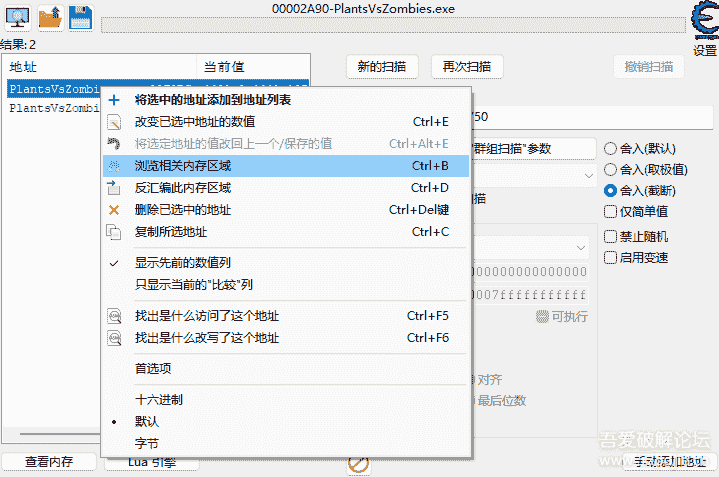 00002A90-PlantsVsZombies.exe
设置
结果:2
地址 当前值
新的扫描 再次扫描 撤销扫描
PlantsVsZombi
PlantsVsZombi
将选中的地址添加到地址列表
改变已选中地址的数值 Ctrl+E
将选定地址的值改回上一个/保存的值 Ctrl+Alt+E
浏览相关内存区域 Ctrl+B
反汇编此内存区域 Ctrl+D
删除已选中的地址 Ctrl+Del键
复制所选地址 Ctrl+C
显示先前的数值列
只显示当前的"比较"列
找出是什么访问了这个地址 Ctrl+F5
找出是什么改写了这个地址 Ctrl+F6
首选项
十六进制
默认
字节
/50
"群组扫描"参数
舍入(默认)
舍入(取极值)
舍入(截断)
仅简单值
禁止随机
启用变速
可执行
对齐
最后位数
查看内存 Lua 引擎 手动添加地址
吾爱破解论坛